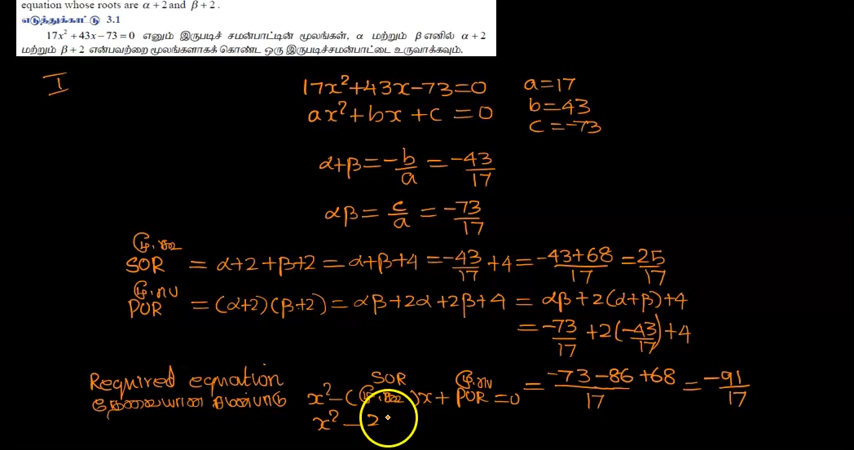 equation whose roots are α + 2 and β + 2.
எடுத்துக்காட்டு 3.1
17x² + 43x – 73 = 0 எனும் இருபடிச் சமன்பாட்டின் மூலங்கள், α மற்றும் β எனில் α + 2
மற்றும் β + 2 என்பவற்றை மூலங்களாகக் கொண்ட ஒரு இருபடிச்சமன்பாட்டை உருவாக்கவும்.
I
17x²+43x-73=0 a=17
ax²+bx+c=0 b=43
c=-73
α+β=-b/a=-43/17
αβ=c/a=-73/17
மூ.கூ
SOR = α+2+β+2=α+β+4=-43/17+4=-43+68/17=25/17
மூ.பெ
POR =(α+2)(β+2)=αβ+2α+2β+4=αβ+2(α+β)+4
=-73/17+2(-43/17)+4
=-73-86+68/17=-91/17
Required equation
தேவையான சமன்பாடு
SOR மூ.பெ
x²-(மூ.கூ)x+POR=0
x²-2